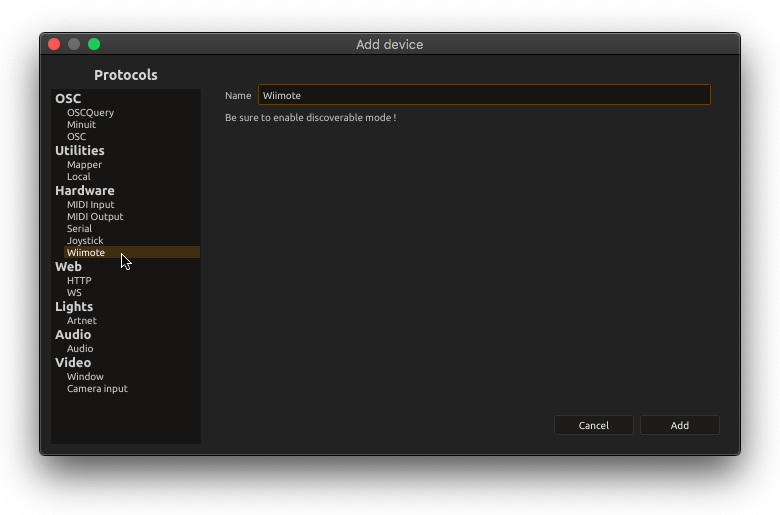 Add device
Protocols
OSC
OSCQuery
Minuit
OSC
Utilities
Mapper
Local
Hardware
MIDI Input
MIDI Output
Serial
Joystick
Wiimote
Web
HTTP
WS
Lights
Artnet
Audio
Audio
Video
Window
Camera input
Name Wiimote
Be sure to enable discoverable mode !
Cancel Add